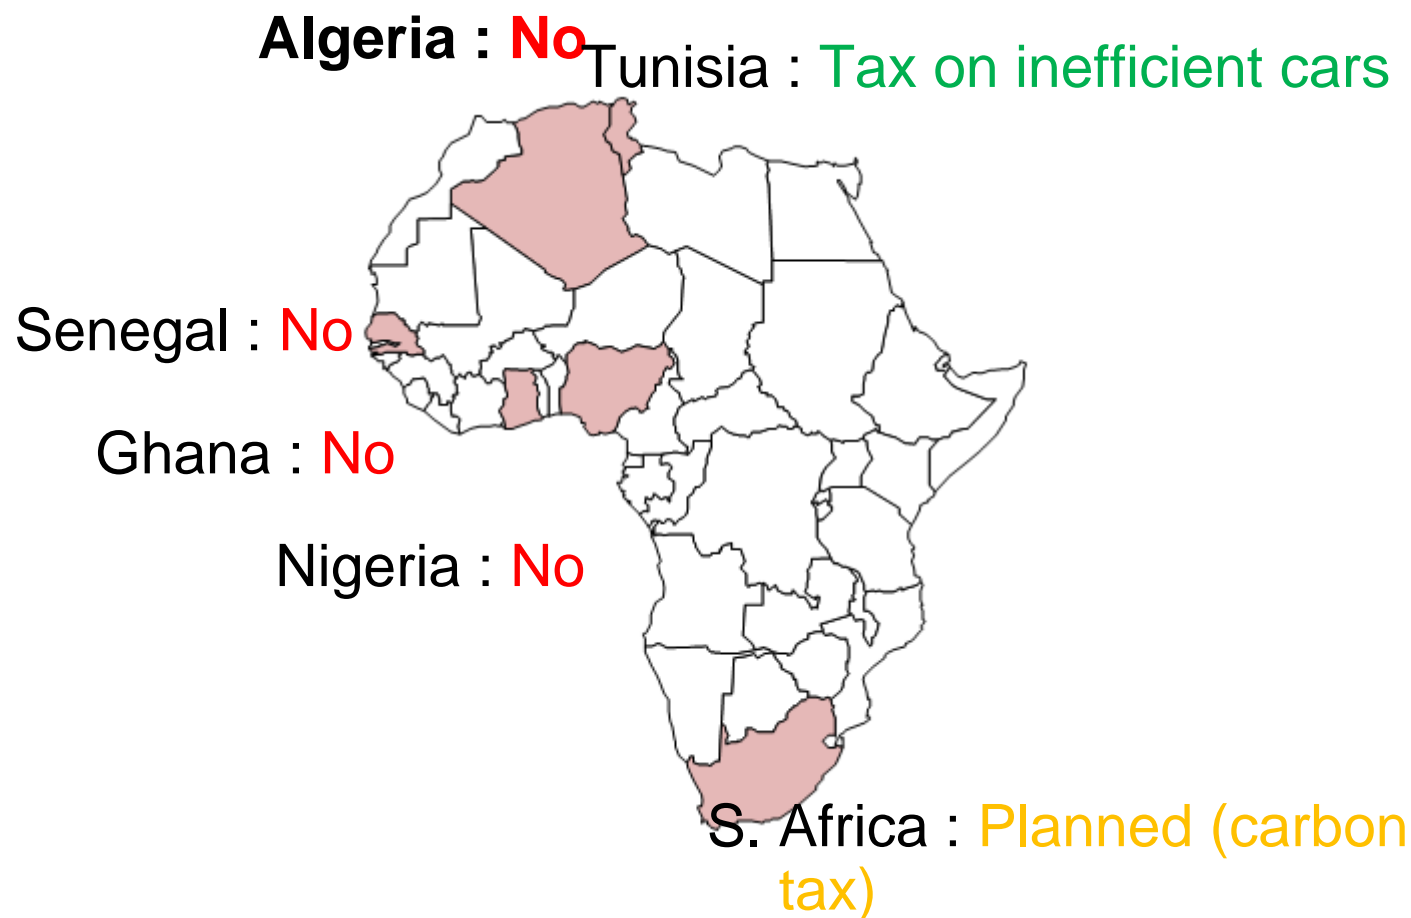 Algeria : No
Tunisia : Tax on inefficient cars
Senegal : No
Ghana : No
Nigeria : No
S. Africa : Planned (carbon
tax)